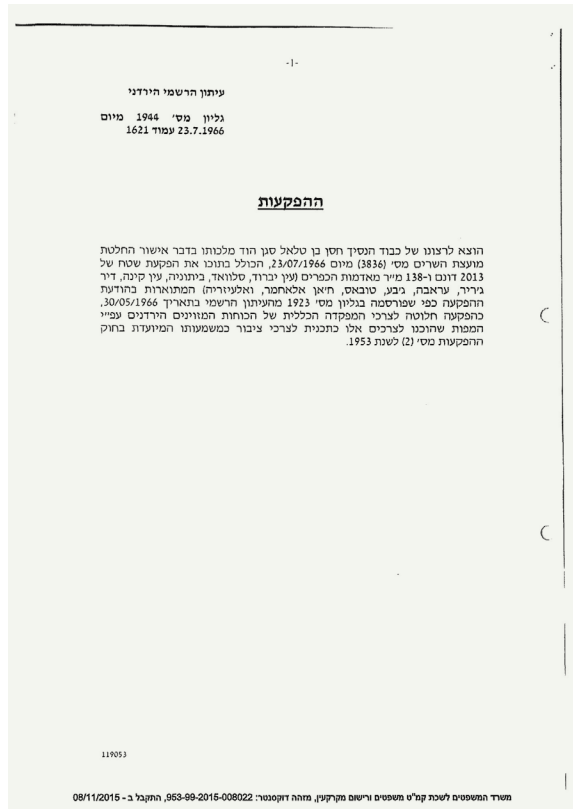 -1-
עיתון הרשמי הירדני
גליון מס׳ 1944 מיום
23.7.1966 עמוד 1621
ההפקעות
הוצא לרצונו של כבוד הנסיך חסן בן טלאל סגן הוד מלכותו בדבר אישור החלטת
מועצת השרים מס׳ (3836) מיום 23/07/1966, הכולל בתוכו את הפקעת שטח של
2013 דונם ו-138 מ״ר מאדמות הכפרים (עין יברוד, סלוואד, ביתוניה, עין קינה, דיר
ג׳ריר, עראבה, ג׳בע, טובאס, ח׳אן אלאחמר, ואלעיזריה) המתוארות בהודעת
ההפקעה כפי שפורסמה בגליון מס׳ 1923 מהעיתון הרשמי בתאריך 30/05/1966,
כהפקעה חלוטה לצרכי המפקדה הכללית של הכוחות המזוינים הירדנים עפ״י
המפות שהוכנו לצרכים אלו כתכנית לצרכי ציבור כמשמעותו המיועדת בחוק
ההפקעות מס׳ (2) לשנת 1953.
119053
משרד המשפטים לשכת קמ"ט משפטים ורישום מקרקעין, מזהה דוקסנטר: 953-99-2015-008022, התקבל ב - 08/11/2015